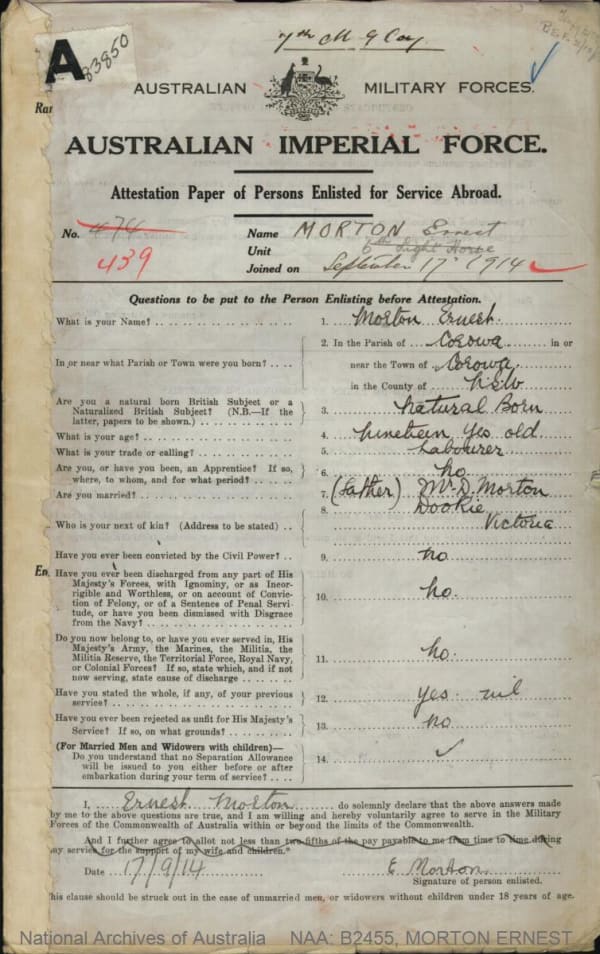 7th M G Coy.
A
83850
AUSTRALIAN MILITARY FORCES.
AUSTRALIAN IMPERIAL FORCE.
Attestation Paper of Persons Enlisted for Service Abroad.
No. 474 Name MORTON Ernest
439 Unit 6th Light Horse
Joined on September 17 1914
Questions to be put to the Person Enlisting before Attestation.
What is your Name? 1. Morton Ernest.
2. In the Parish of Corowa in or
In or near what Parish or Town were you born? near the Town of Corowa
in the County of NSW
Are you a natural born British Subject or a
Naturalized British Subject? (N.B.—If the 3. Natural Born
latter, papers to be shown.)
What is your age? 4. Nineteen yrs old
What is your trade or calling? 5. Labourer
Are you, or have you been, an Apprentice? If so, 6. No
where, to whom, and for what period?
Are you married? 7. (Father) Mr D. Morton
8. Dookie
Who is your next of kin? (Address to be stated) Victoria
Have you ever been convicted by the Civil Power? 9. no
En. Have you ever been discharged from any part of His
Majesty's Forces, with Ignominy, or as Incor-
rigible and Worthless, or on account of Convic- 10. no.
tion of Felony, or of a Sentence of Penal Servi-
tude, or have you been dismissed with Disgrace
from the Navy?
Do you now belong to, or have you ever served in, His
Majesty's Army, the Marines, the Militia, the
Militia Reserve, the Territorial Force, Royal Navy, 11. no.
or Colonial Forces? If so, state which, and if not
now serving, state cause of discharge
Have you stated the whole, if any, of your previous 12. yes. nil
service?
Have you ever been rejected as unfit for His Majesty's 13. no
Service? If so, on what grounds?
(For Married Men and Widowers with children)—
Do you understand that no Separation Allowance 14. ✓
will be issued to you either before or after
embarkation during your term of service?
I, Ernest Morton do solemnly declare that the above answers made
by me to the above questions are true, and I am willing and hereby voluntarily agree to serve in the Military
Forces of the Commonwealth of Australia within or beyond the limits of the Commonwealth.
And I further agree to allot not less than two-fifths of the pay payable to me from time to time during
my service for the support of my wife and children.*
Date 17/9/14 E. Morton
Signature of person enlisted.
his clause should be struck out in the case of unmarried men, or widowers without children under 18 years of age.
National Archives of Australia NAA: B2455, MORTON ERNEST